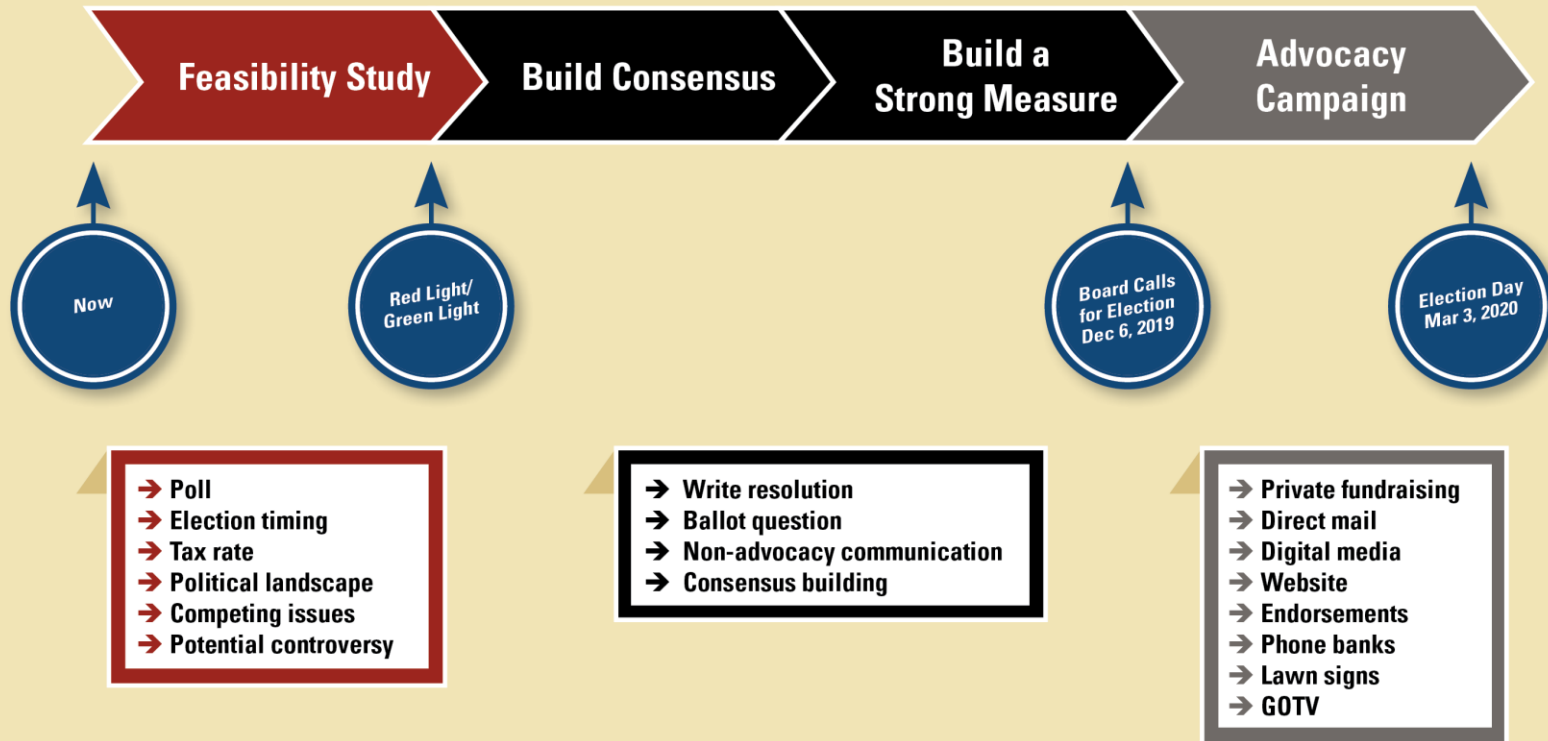 Feasibility Study
Build Consensus
Build a
Strong Measure
Advocacy
Campaign
Now
Red Light/
Green Light
Board Calls
for Election
Dec 6, 2019
Election Day
Mar 3, 2020
➔ Poll
➔ Election timing
➔ Tax rate
➔ Political landscape
➔ Competing issues
➔ Potential controversy
➔ Write resolution
➔ Ballot question
➔ Non-advocacy communication
➔ Consensus building
➔ Private fundraising
➔ Direct mail
➔ Digital media
➔ Website
➔ Endorsements
➔ Phone banks
➔ Lawn signs
➔ GOTV